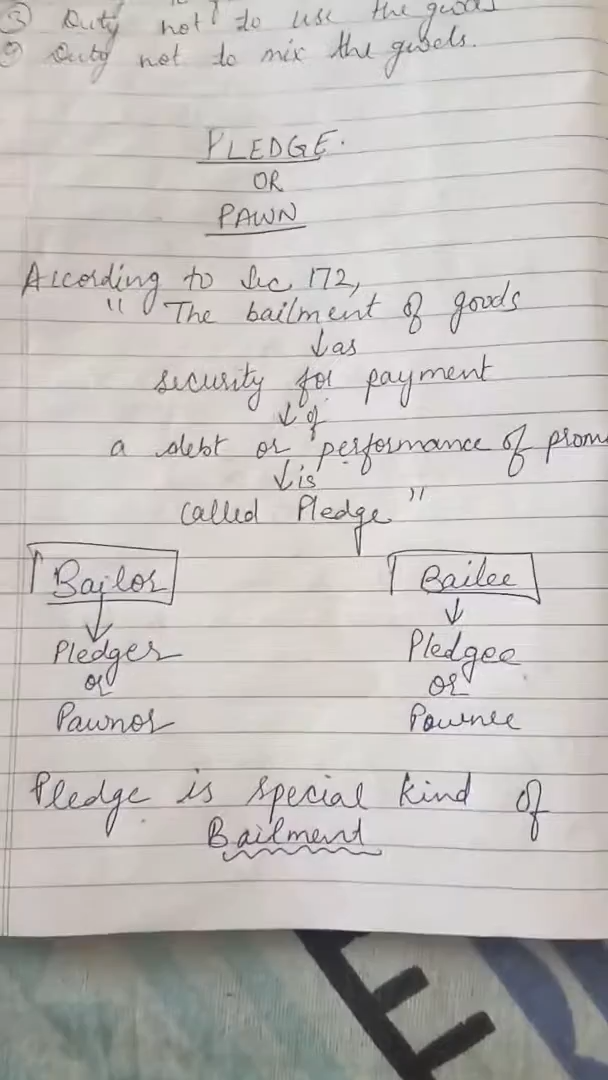 ③ Duty not to use the goods
⑨ Duty not to mix the goods.
PLEDGE.
OR
PAWN
According to Sec 172,
" The bailment of goods
↓ as
security for payment
↓ of
a debt or performance of prom
↓ is
called Pledge "
Bailor Bailee
↓ ↓
Pledger Pledgee
or or
Pawnor Pawnee
Pledge is special kind of
Bailment